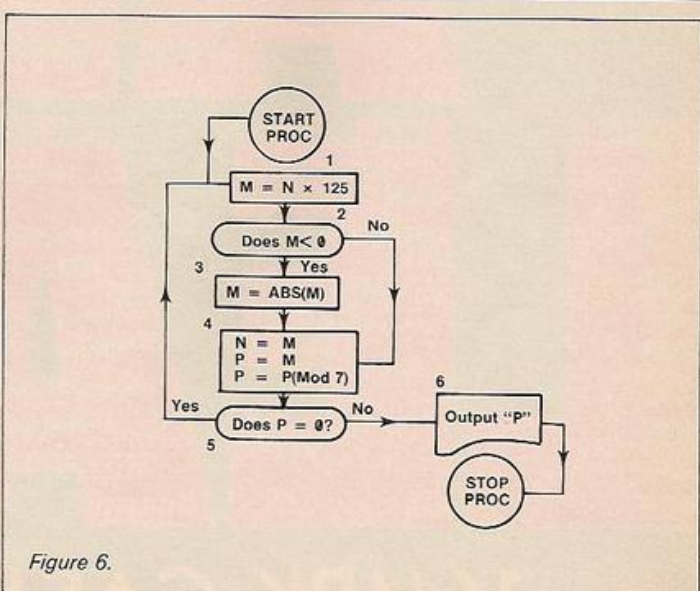 START
PROC
1
M = N × 125
2
Does M< 0
No
Yes
3
M = ABS(M)
4
N = M
P = M
P = P(Mod 7)
Yes
Does P = 0?
No
5
6
Output "P"
STOP
PROC
Figure 6.